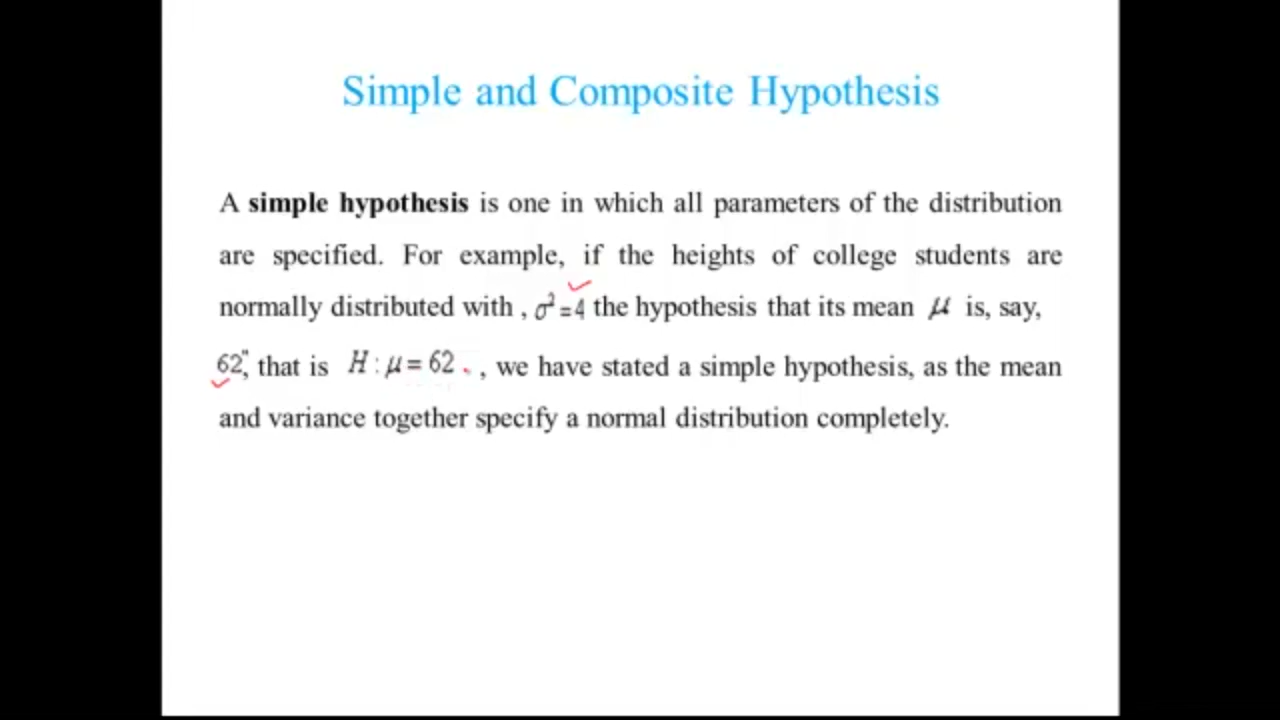 Simple and Composite Hypothesis
A simple hypothesis is one in which all parameters of the distribution
are specified. For example, if the heights of college students are
normally distributed with , σ²=4 the hypothesis that its mean μ is, say,
62", that is H : μ = 62 . , we have stated a simple hypothesis, as the mean
and variance together specify a normal distribution completely.